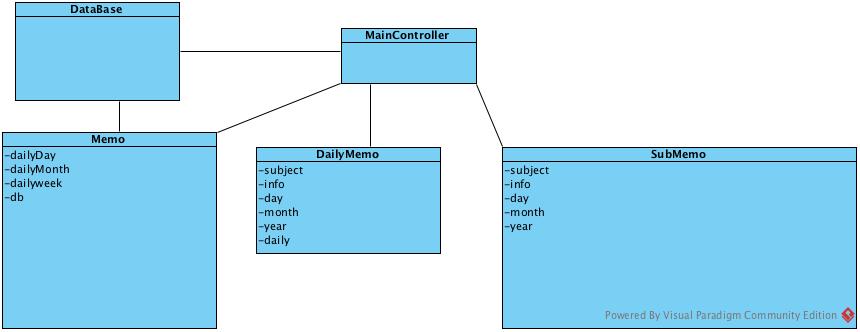 DataBase
MainController
Memo
-dailyDay
-dailyMonth
-dailyweek
-db
DailyMemo
-subject
-info
-day
-month
-year
-daily
SubMemo
-subject
-info
-day
-month
-year
Powered By Visual Paradigm Community Edition